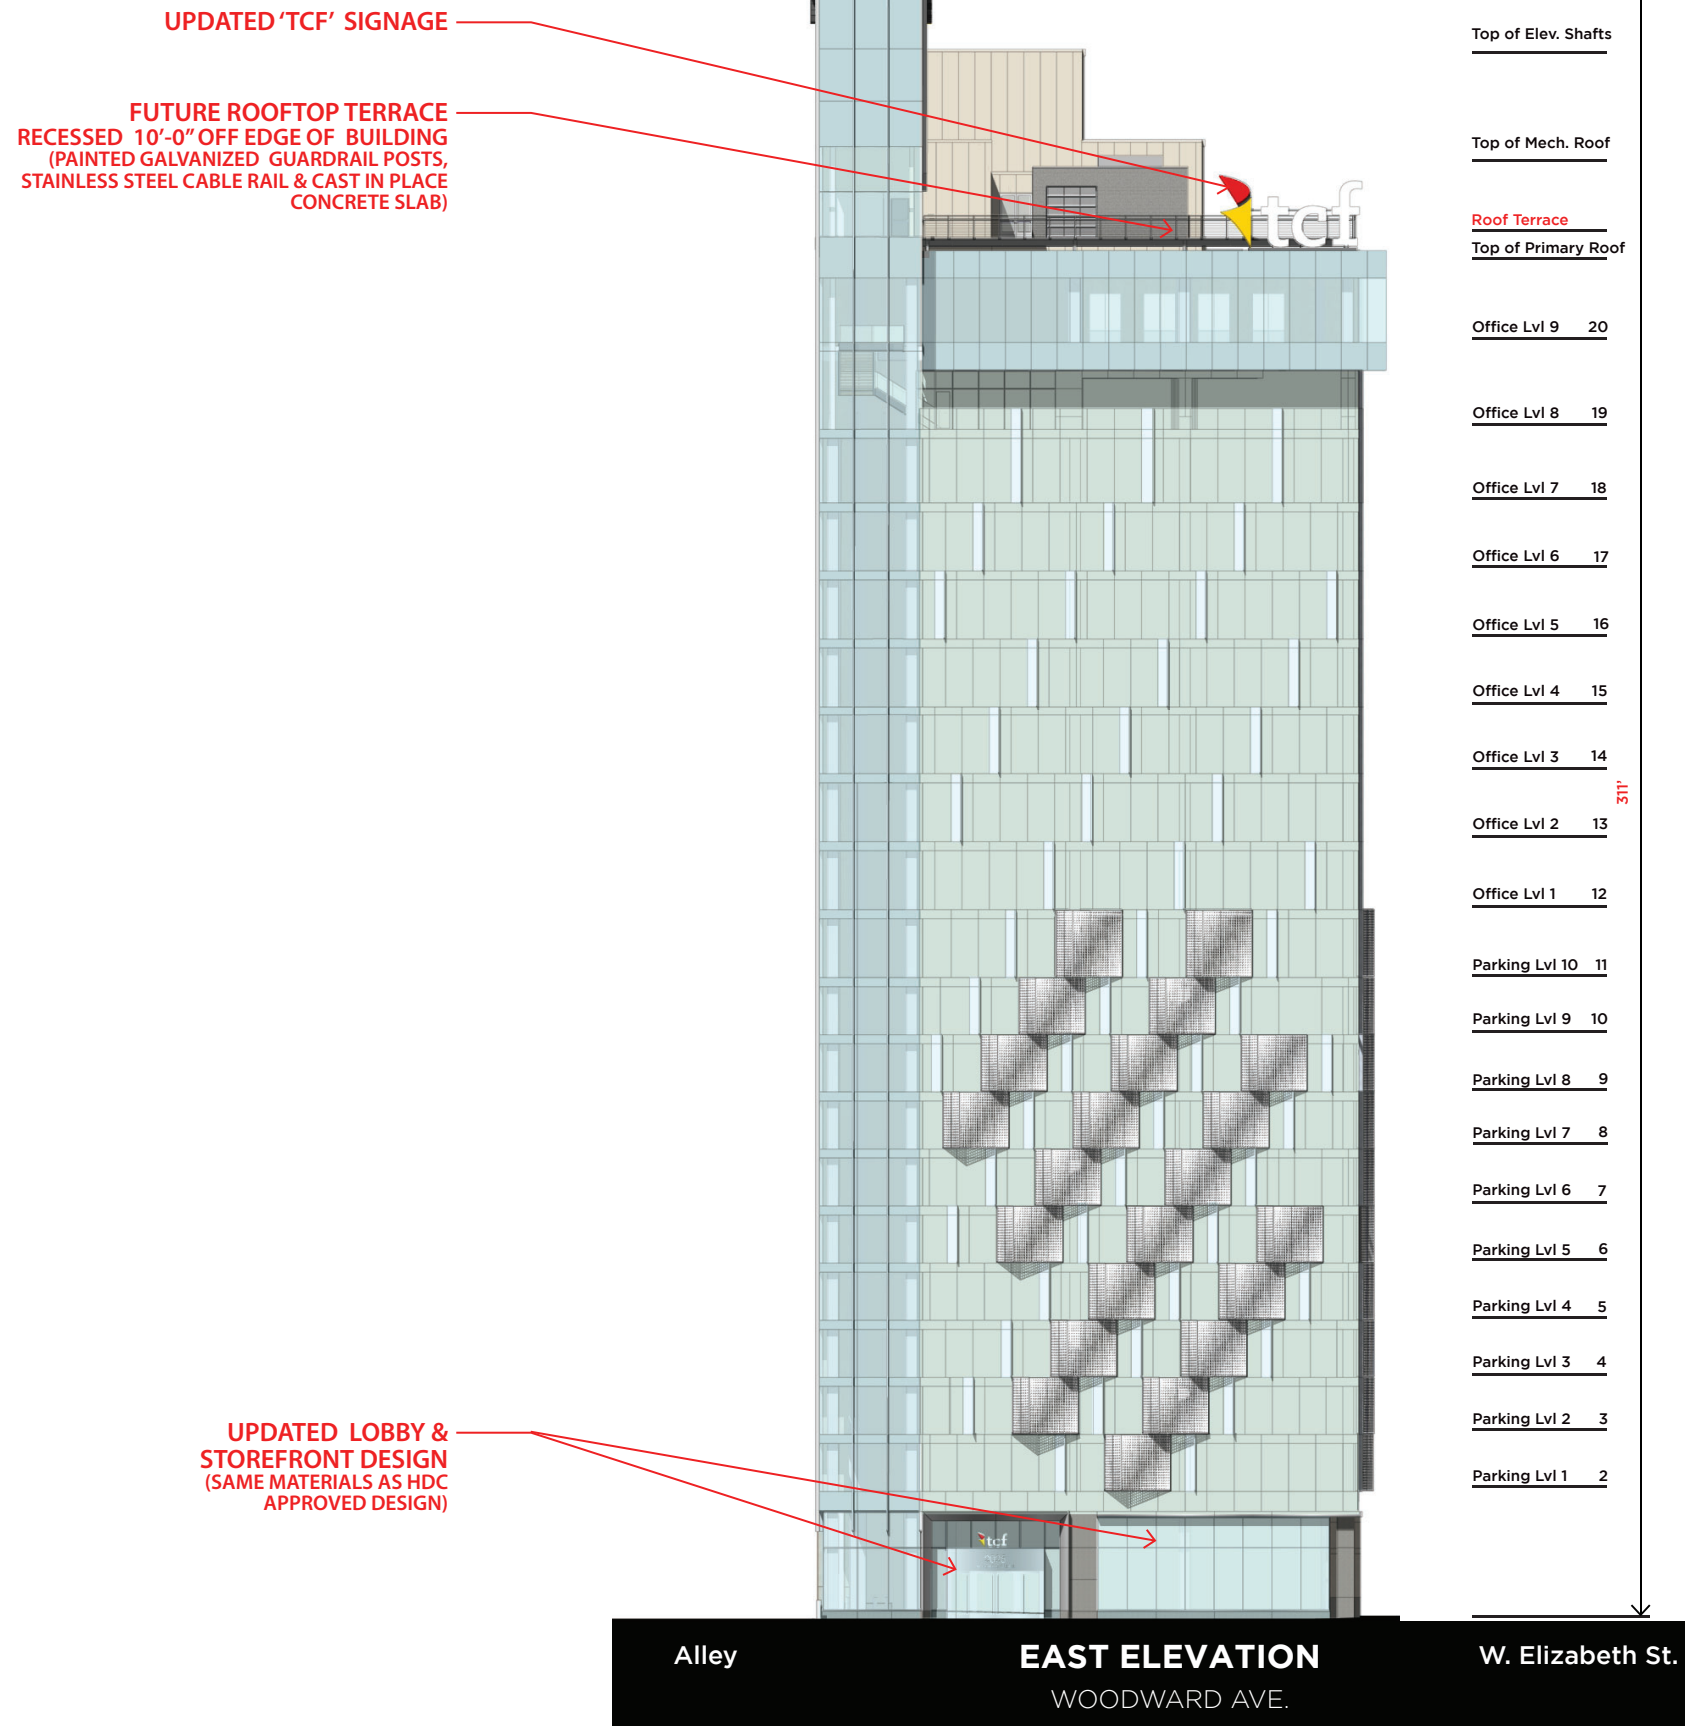 UPDATED ‘TCF’ SIGNAGE
FUTURE ROOFTOP TERRACE
RECESSED 10’-0” OFF EDGE OF BUILDING
(PAINTED GALVANIZED GUARDRAIL POSTS,
STAINLESS STEEL CABLE RAIL & CAST IN PLACE
CONCRETE SLAB)
tcf
Top of Elev. Shafts
Top of Mech. Roof
Roof Terrace
Top of Primary Roof
Office Lvl 9 20
Office Lvl 8 19
Office Lvl 7 18
Office Lvl 6 17
Office Lvl 5 16
Office Lvl 4 15
Office Lvl 3 14
311’
Office Lvl 2 13
Office Lvl 1 12
Parking Lvl 10 11
Parking Lvl 9 10
Parking Lvl 8 9
Parking Lvl 7 8
Parking Lvl 6 7
Parking Lvl 5 6
Parking Lvl 4 5
Parking Lvl 3 4
Parking Lvl 2 3
Parking Lvl 1 2
UPDATED LOBBY &
STOREFRONT DESIGN
(SAME MATERIALS AS HDC
APPROVED DESIGN)
tcf
Alley
EAST ELEVATION
WOODWARD AVE.
W. Elizabeth St.